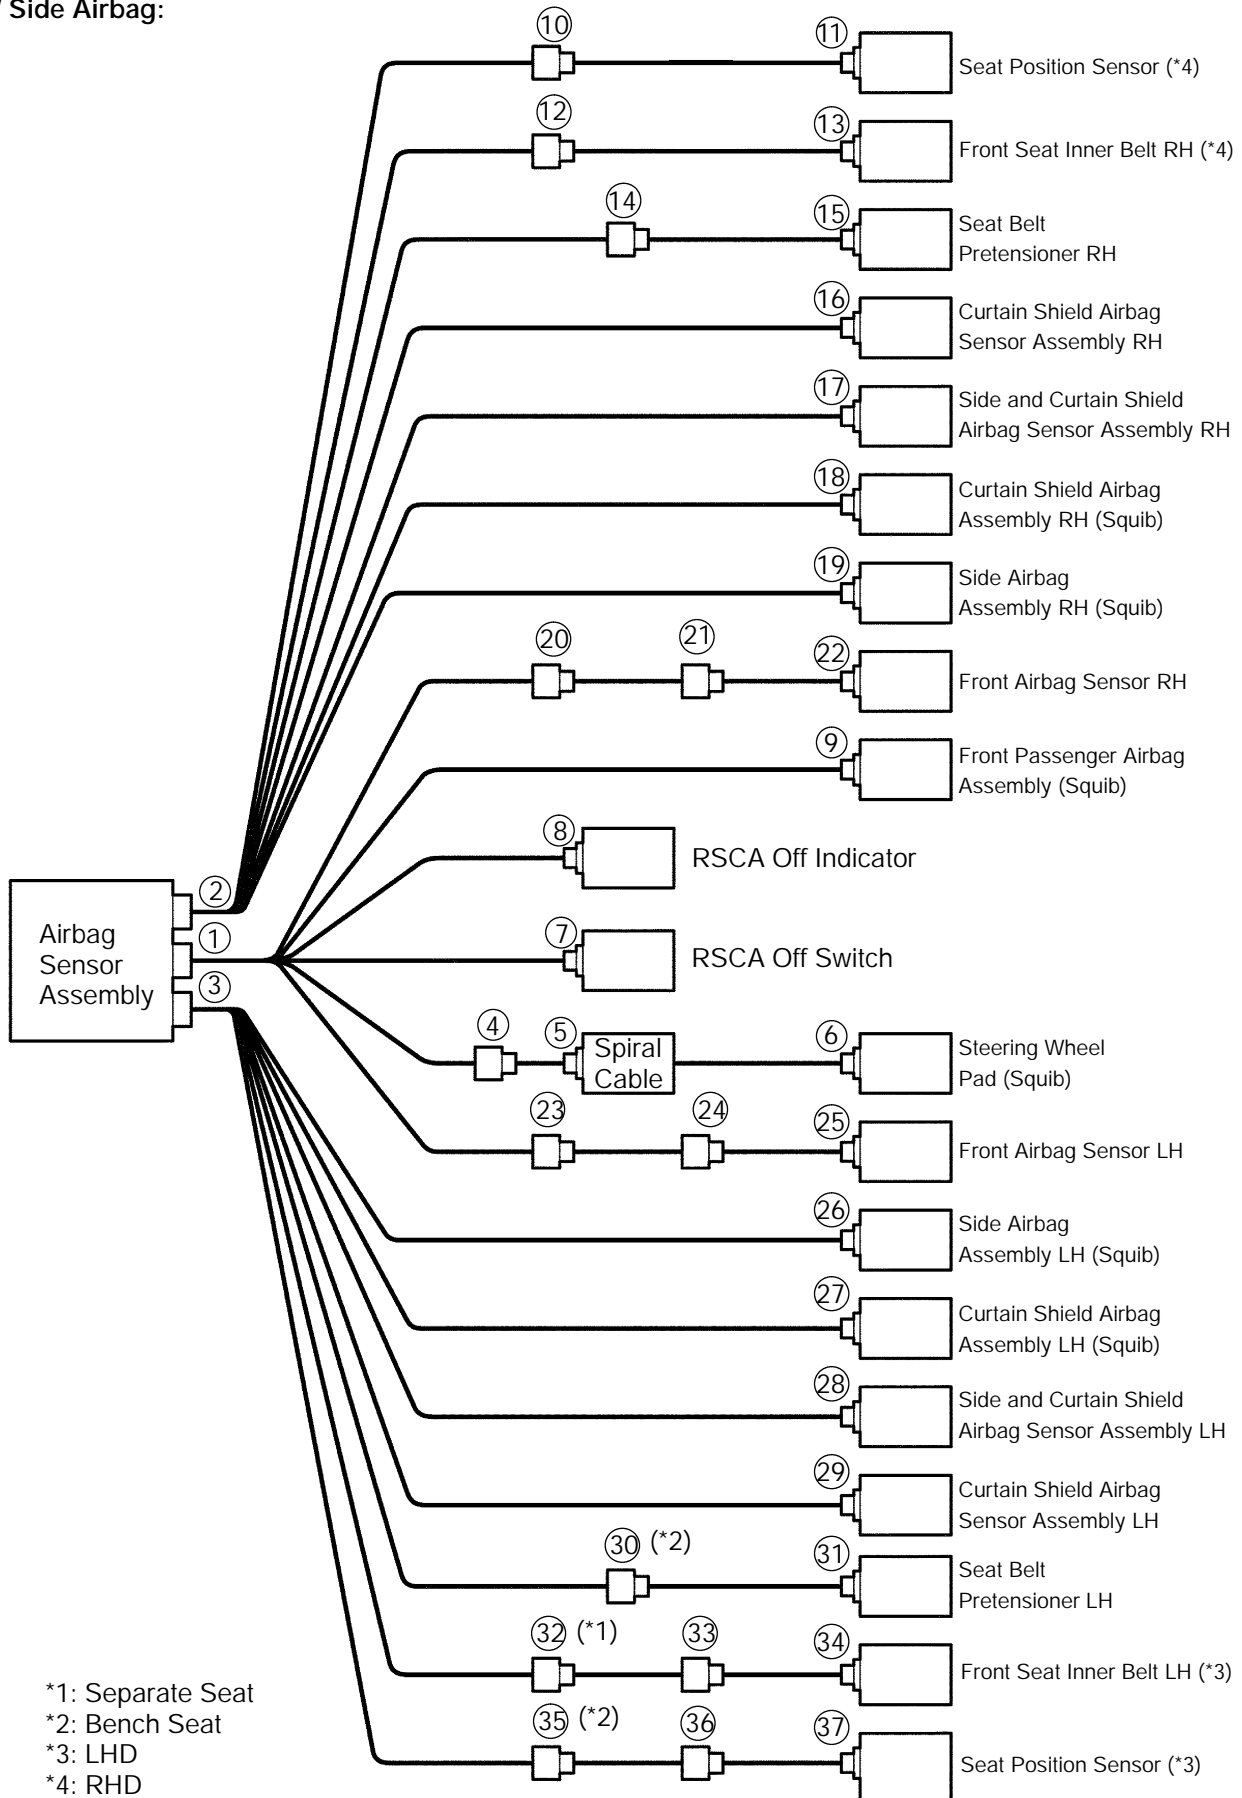 Side Airbag:
10
11
Seat Position Sensor (*4)
12
13
Front Seat Inner Belt RH (*4)
14
15
Seat Belt
Pretensioner RH
16
Curtain Shield Airbag
Sensor Assembly RH
17
Side and Curtain Shield
Airbag Sensor Assembly RH
18
Curtain Shield Airbag
Assembly RH (Squib)
19
Side Airbag
Assembly RH (Squib)
20
21
22
Front Airbag Sensor RH
9
Front Passenger Airbag
Assembly (Squib)
8
RSCA Off Indicator
2
1
3
Airbag
Sensor
Assembly
7
RSCA Off Switch
4
5
Spiral
Cable
6
Steering Wheel
Pad (Squib)
23
24
25
Front Airbag Sensor LH
26
Side Airbag
Assembly LH (Squib)
27
Curtain Shield Airbag
Assembly LH (Squib)
28
Side and Curtain Shield
Airbag Sensor Assembly LH
29
Curtain Shield Airbag
Sensor Assembly LH
30 (*2)
31
Seat Belt
Pretensioner LH
32 (*1)
33
34
Front Seat Inner Belt LH (*3)
35 (*2)
36
37
Seat Position Sensor (*3)
*1: Separate Seat
*2: Bench Seat
*3: LHD
*4: RHD